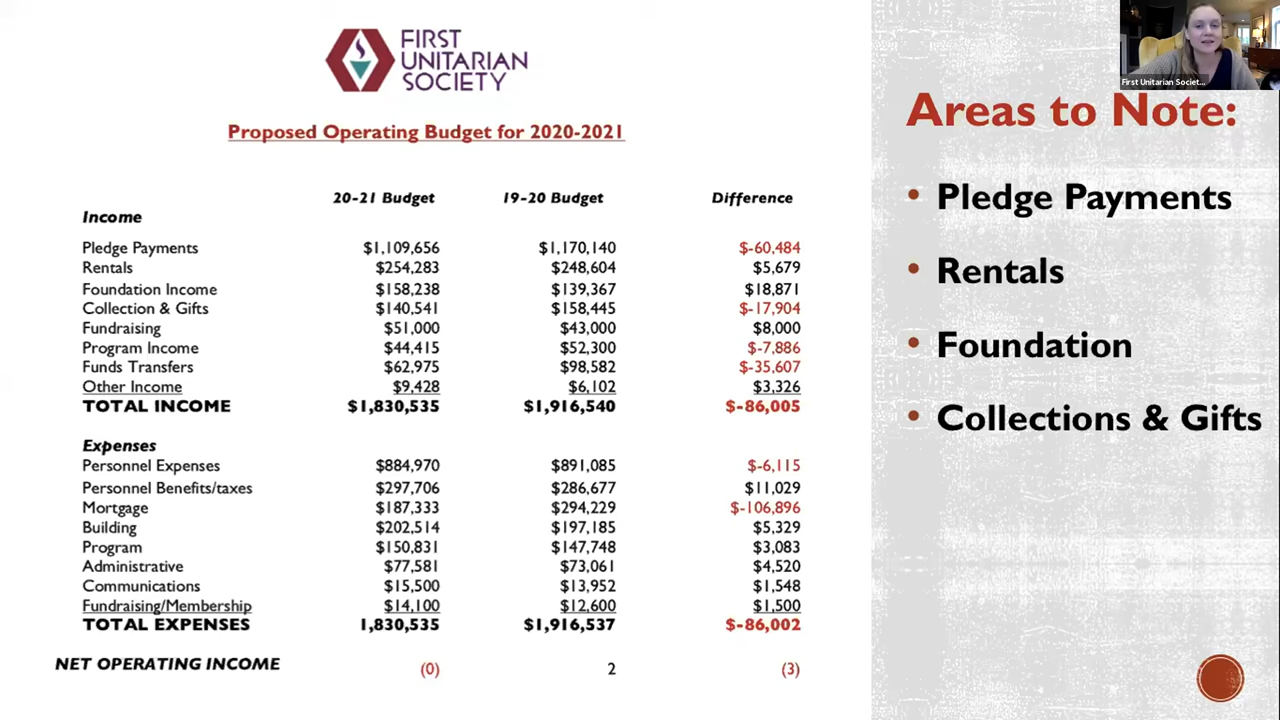 FIRST
UNITARIAN
SOCIETY
Proposed Operating Budget for 2020-2021
20-21 Budget 19-20 Budget Difference
Income
Pledge Payments $1,109,656 $1,170,140 $-60,484
Rentals $254,283 $248,604 $5,679
Foundation Income $158,238 $139,367 $18,871
Collection & Gifts $140,541 $158,445 $-17,904
Fundraising $51,000 $43,000 $8,000
Program Income $44,415 $52,300 $-7,886
Funds Transfers $62,975 $98,582 $-35,607
Other Income $9,428 $6,102 $3,326
TOTAL INCOME $1,830,535 $1,916,540 $-86,005
Expenses
Personnel Expenses $884,970 $891,085 $-6,115
Personnel Benefits/taxes $297,706 $286,677 $11,029
Mortgage $187,333 $294,229 $-106,896
Building $202,514 $197,185 $5,329
Program $150,831 $147,748 $3,083
Administrative $77,581 $73,061 $4,520
Communications $15,500 $13,952 $1,548
Fundraising/Membership $14,100 $12,600 $1,500
TOTAL EXPENSES 1,830,535 $1,916,537 $-86,002
NET OPERATING INCOME (0) 2 (3)
First Unitarian Societ...
Areas to Note:
• Pledge Payments
• Rentals
• Foundation
• Collections & Gifts